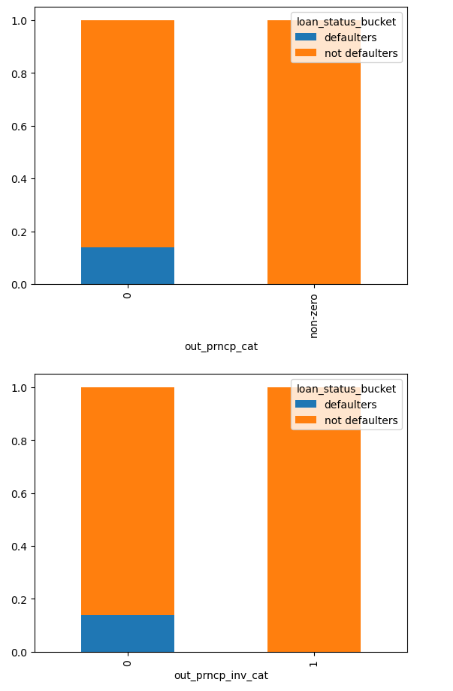 loan_status_bucket
defaulters
not defaulters
1.0
0.8
0.6
0.4
0.2
0.0
0
non-zero
out_prncp_cat
loan_status_bucket
defaulters
not defaulters
1.0
0.8
0.6
0.4
0.2
0.0
0
1
out_prncp_inv_cat